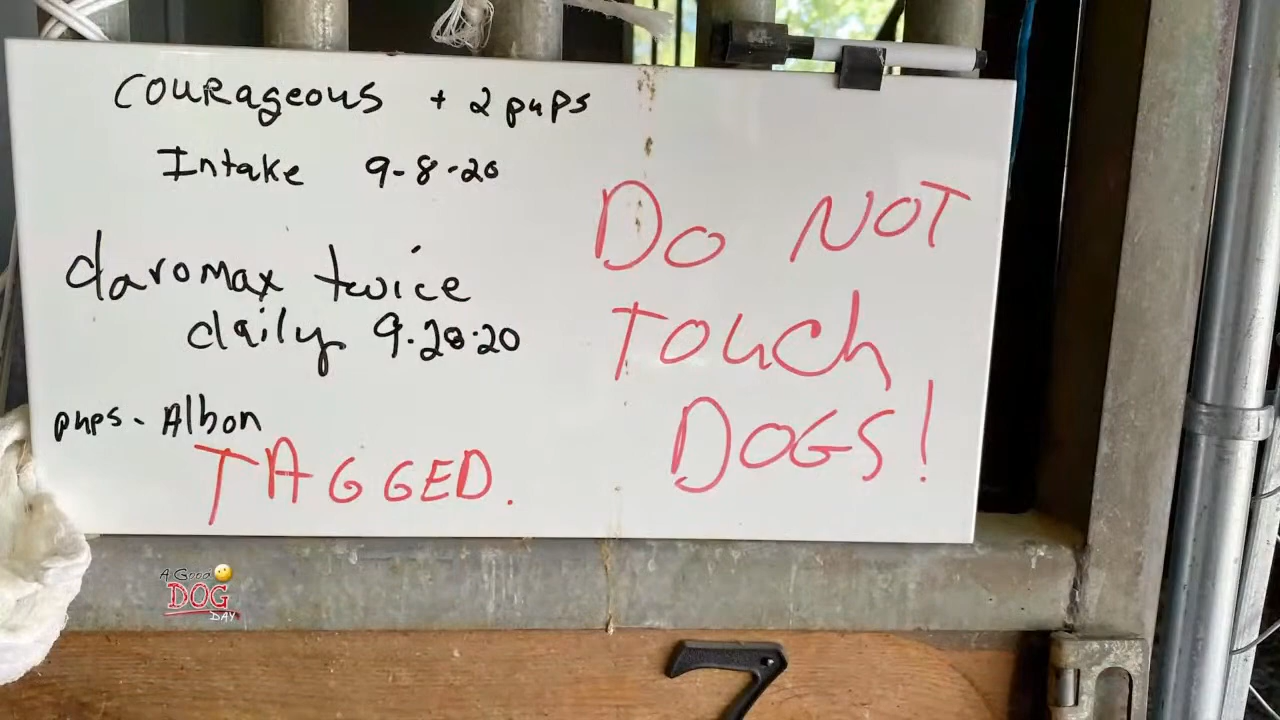 Courageous + 2 pups
Intake 9-8-20
claromax twice
daily 9.28.20
pups - Albon
TAGGED.
DO NOT
TOUCH
DOGS!
A GOOD
DOG
DAY
7